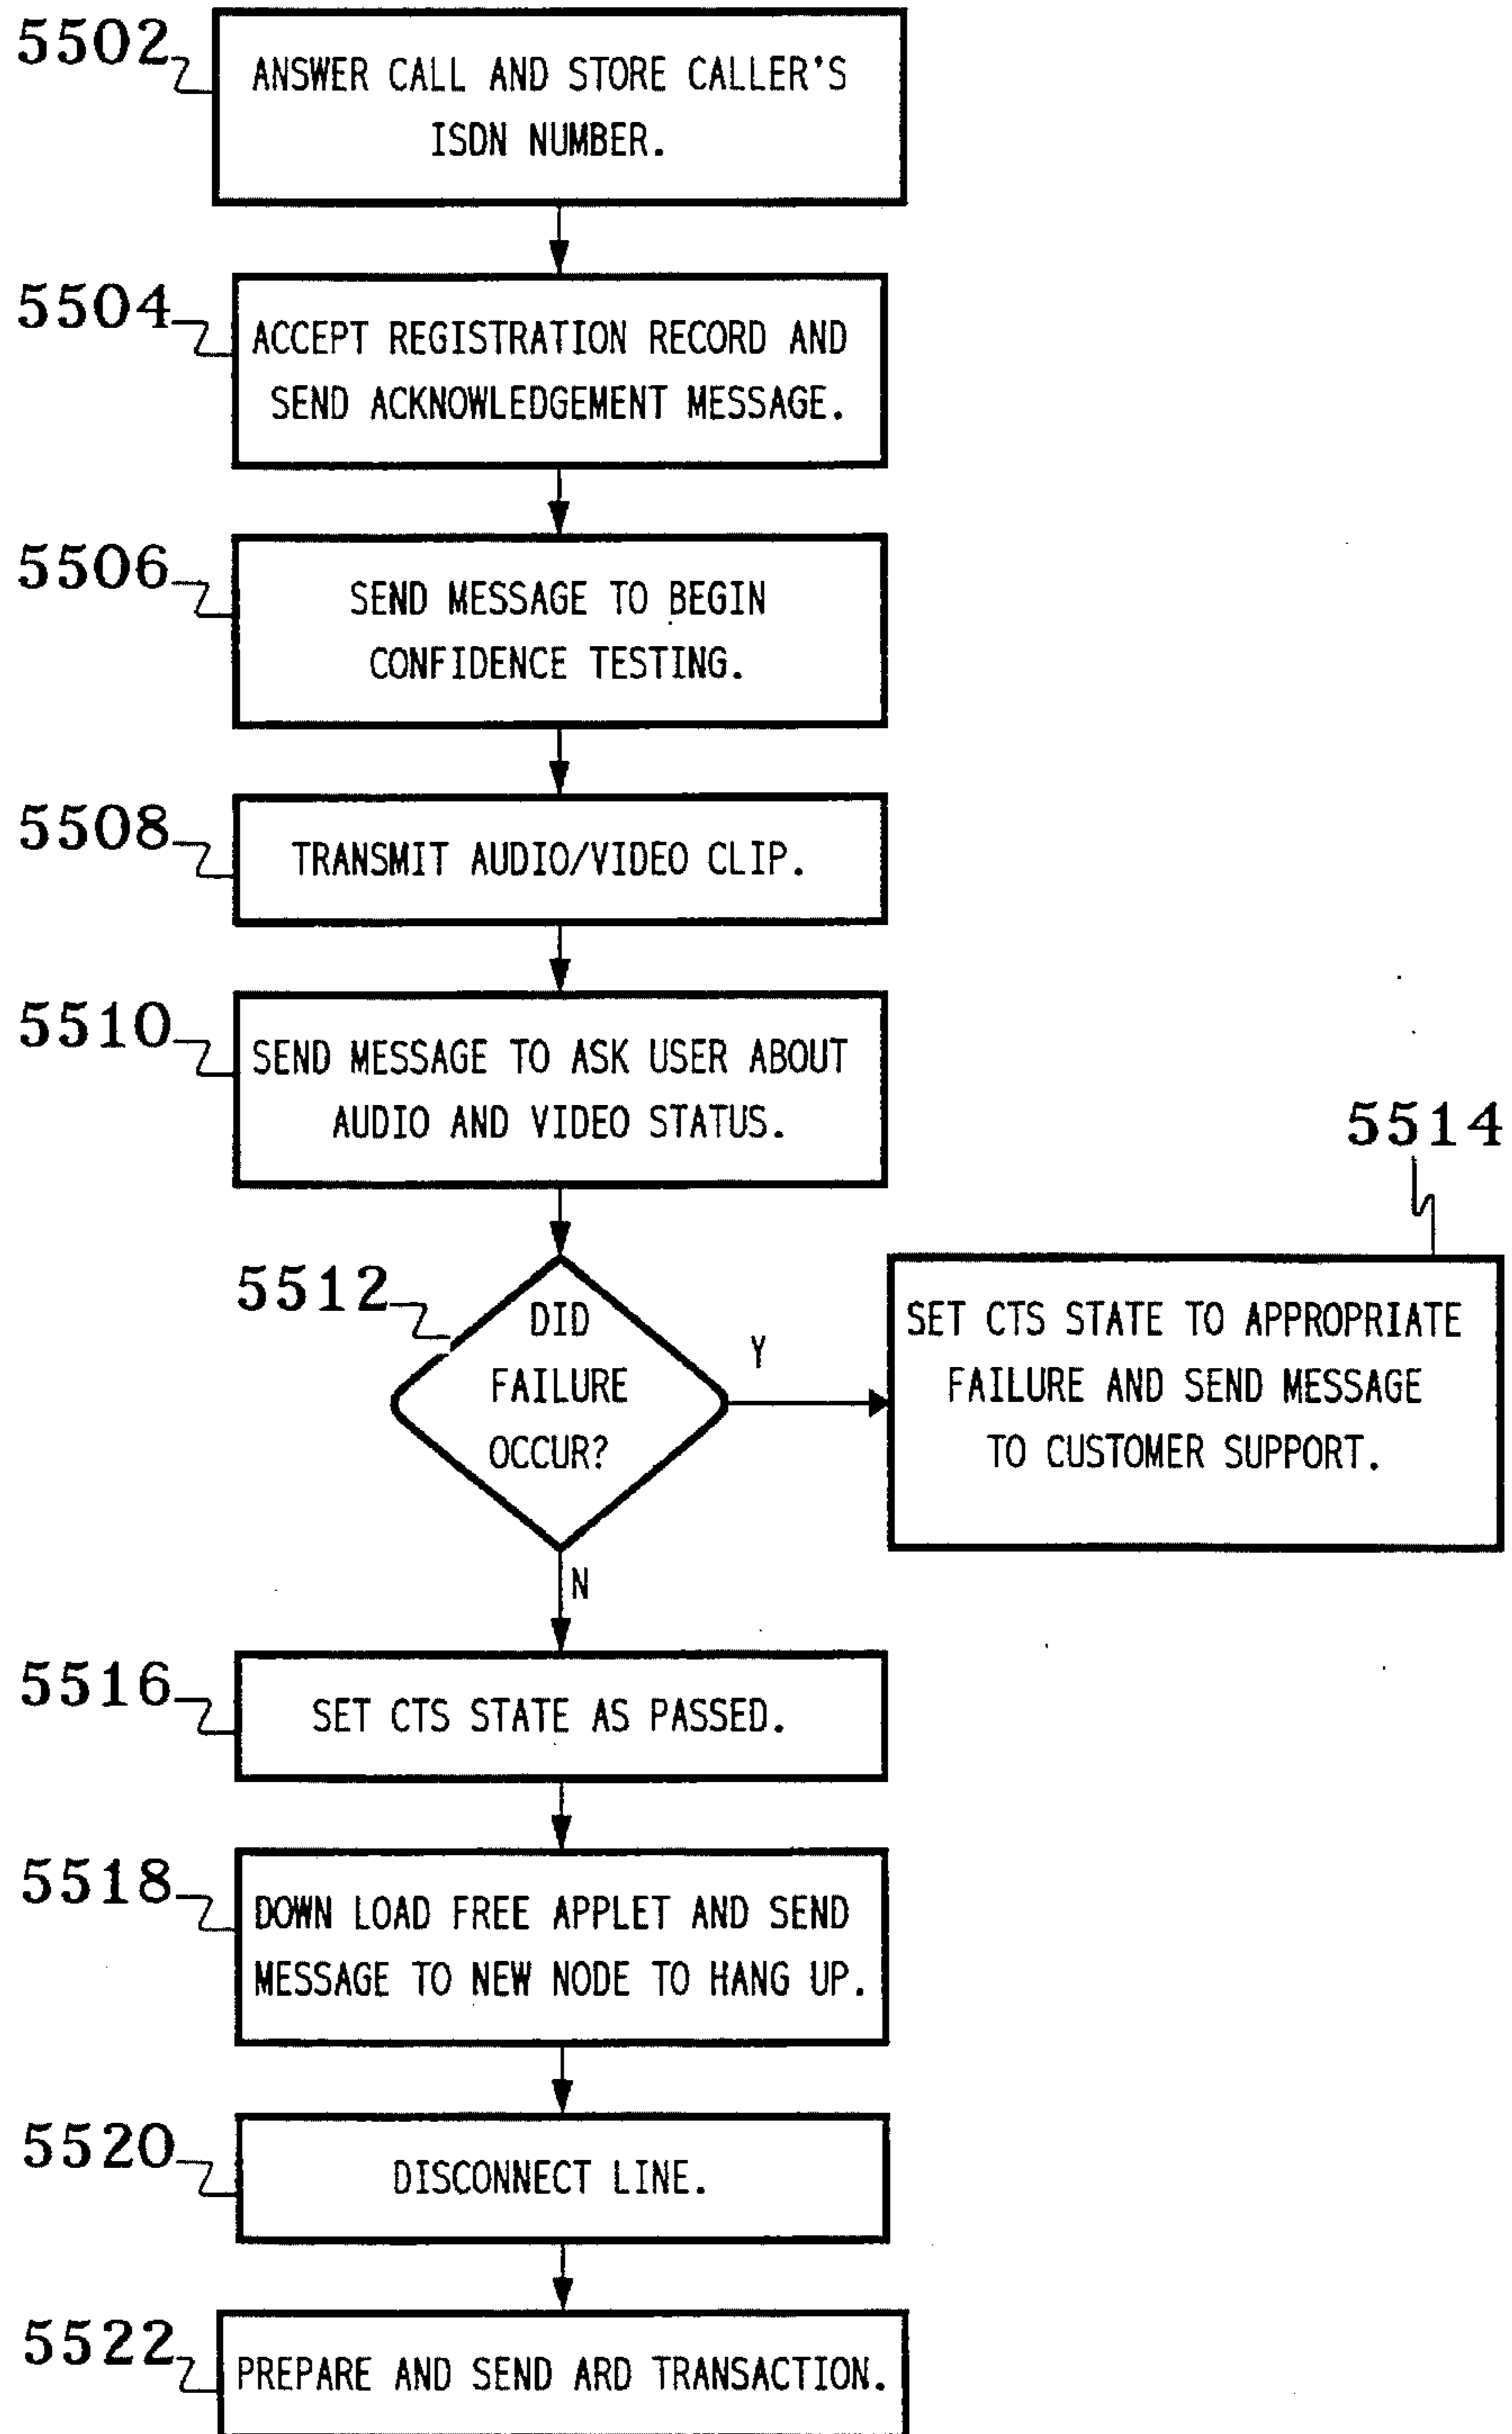 5502
ANSWER CALL AND STORE CALLER'S
ISDN NUMBER.
5504
ACCEPT REGISTRATION RECORD AND
SEND ACKNOWLEDGEMENT MESSAGE.
5506
SEND MESSAGE TO BEGIN
CONFIDENCE TESTING.
5508
TRANSMIT AUDIO/VIDEO CLIP.
5510
SEND MESSAGE TO ASK USER ABOUT
AUDIO AND VIDEO STATUS.
5512
DID
FAILURE
OCCUR?
Y
5514
SET CTS STATE TO APPROPRIATE
FAILURE AND SEND MESSAGE
TO CUSTOMER SUPPORT.
N
5516
SET CTS STATE AS PASSED.
5518
DOWN LOAD FREE APPLET AND SEND
MESSAGE TO NEW NODE TO HANG UP.
5520
DISCONNECT LINE.
5522
PREPARE AND SEND ARD TRANSACTION.